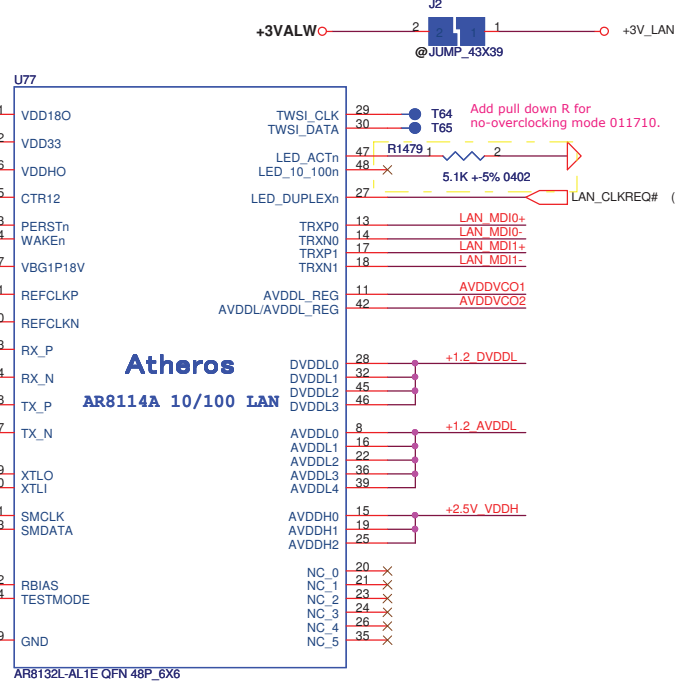 J2
+3VALW 2 2 1 1 +3V_LAN
@JUMP_43X39
U77
VDD18O TWSI_CLK 29 T64 Add pull down R for
TWSI_DATA 30 T65 no-overclocking mode 011710.
VDD33 LED_ACTn 47 R1479 1 2
VDDHO LED_10_100n 48
5.1K +-5% 0402
CTR12 LED_DUPLEXn 27 LAN_CLKREQ# (
PERSTn TRXP0 13 LAN_MDI0+
WAKEn TRXN0 14 LAN_MDI0-
TRXP1 17 LAN_MDI1+
VBG1P18V TRXN1 18 LAN_MDI1-
REFCLKP AVDDL_REG 11 AVDDVCO1
AVDDL/AVDDL_REG 42 AVDDVCO2
REFCLKN
RX_P
Atheros DVDDL0 28 +1.2_DVDDL
RX_N DVDDL1 32
DVDDL2 45
TX_P AR8114A 10/100 LAN DVDDL3 46
TX_N AVDDL0 8 +1.2_AVDDL
AVDDL1 16
AVDDL2 22
XTLO AVDDL3 36
XTLI AVDDL4 39
SMCLK AVDDH0 15 +2.5V_VDDH
SMDATA AVDDH1 19
AVDDH2 25
NC_0 20
RBIAS NC_1 21
TESTMODE NC_2 23
NC_3 24
NC_4 26
GND NC_5 35
AR8132L-AL1E QFN 48P_6X6